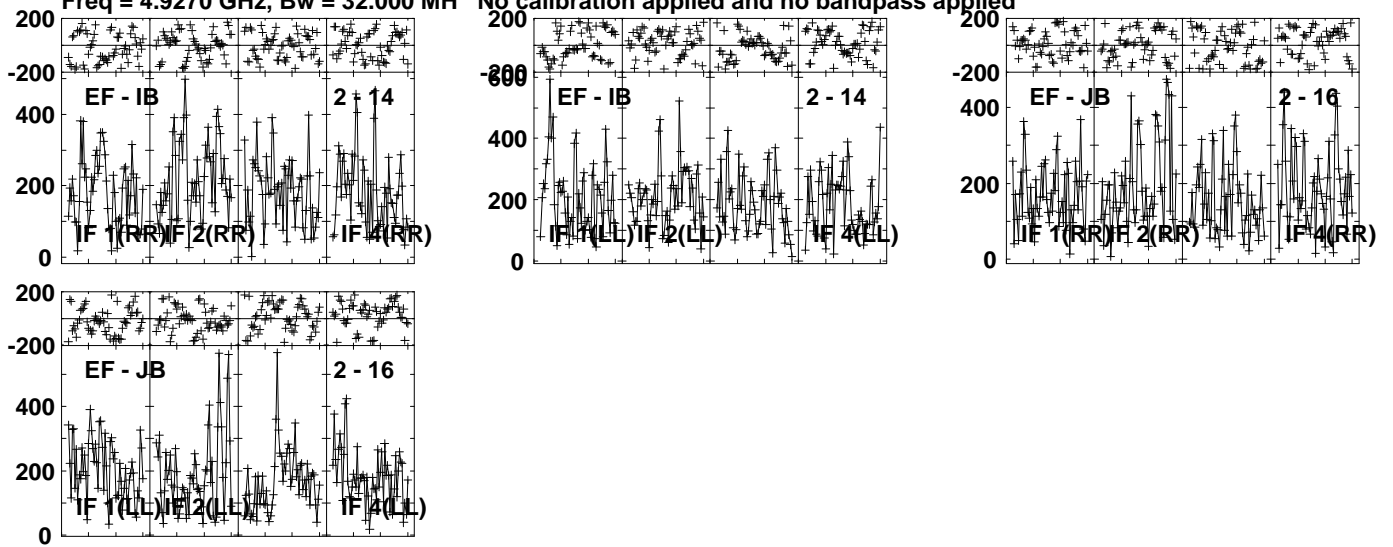 Freq = 4.9270 GHz, Bw = 32.000 MH No calibration applied and no bandpass applied
200
-200
EF - IB 2 - 14
400
200
IF 1(RR) IF 2(RR) IF 4(RR)
0
200
-200
600
EF - IB 2 - 14
400
200
IF 1(LL) IF 2(LL) IF 4(LL)
0
200
-200
EF - JB 2 - 16
400
200
IF 1(RR) IF 2(RR) IF 4(RR)
0
200
-200
EF - JB 2 - 16
400
200
IF 1(LL) IF 2(LL) IF 4(LL)
0